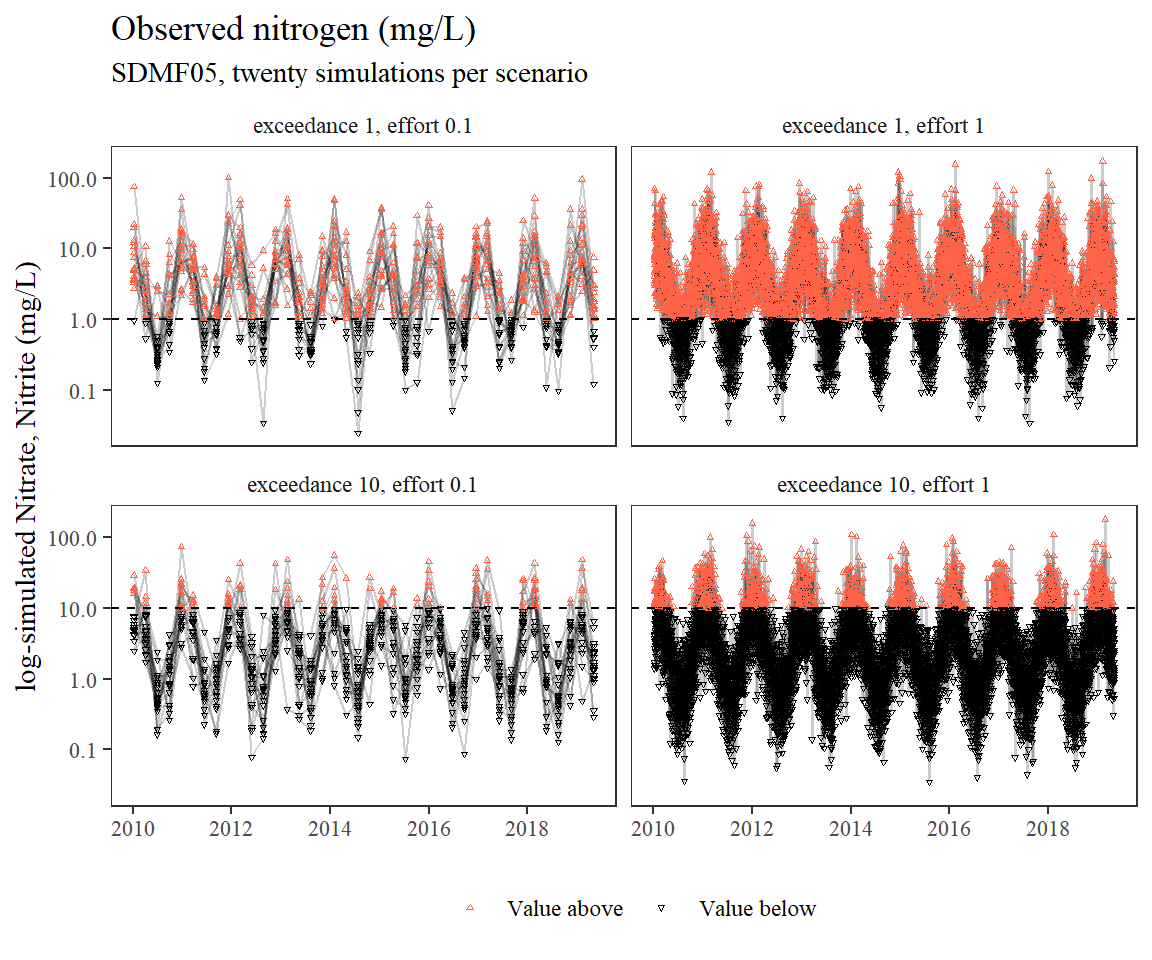 Observed nitrogen (mg/L)
SDMF05, twenty simulations per scenario
log-simulated Nitrate, Nitrite (mg/L)
exceedance 1, effort 0.1
exceedance 1, effort 1
100.0
10.0
1.0
0.1
exceedance 10, effort 0.1
exceedance 10, effort 1
100.0
10.0
1.0
0.1
2010 2012 2014 2016 2018
2010 2012 2014 2016 2018
Value above Value below